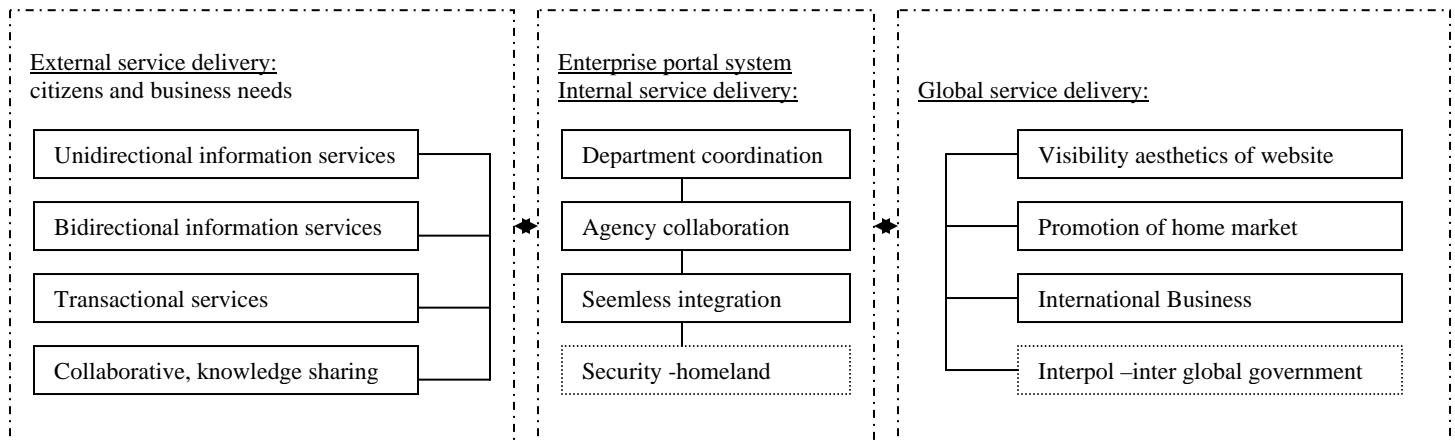 External service delivery:
citizens and business needs
Unidirectional information services
Bidirectional information services
Transactional services
Collaborative, knowledge sharing
Enterprise portal system
Internal service delivery:
Department coordination
Agency collaboration
Seemless integration
Security -homeland
Global service delivery:
Visibility aesthetics of website
Promotion of home market
International Business
Interpol –inter global government